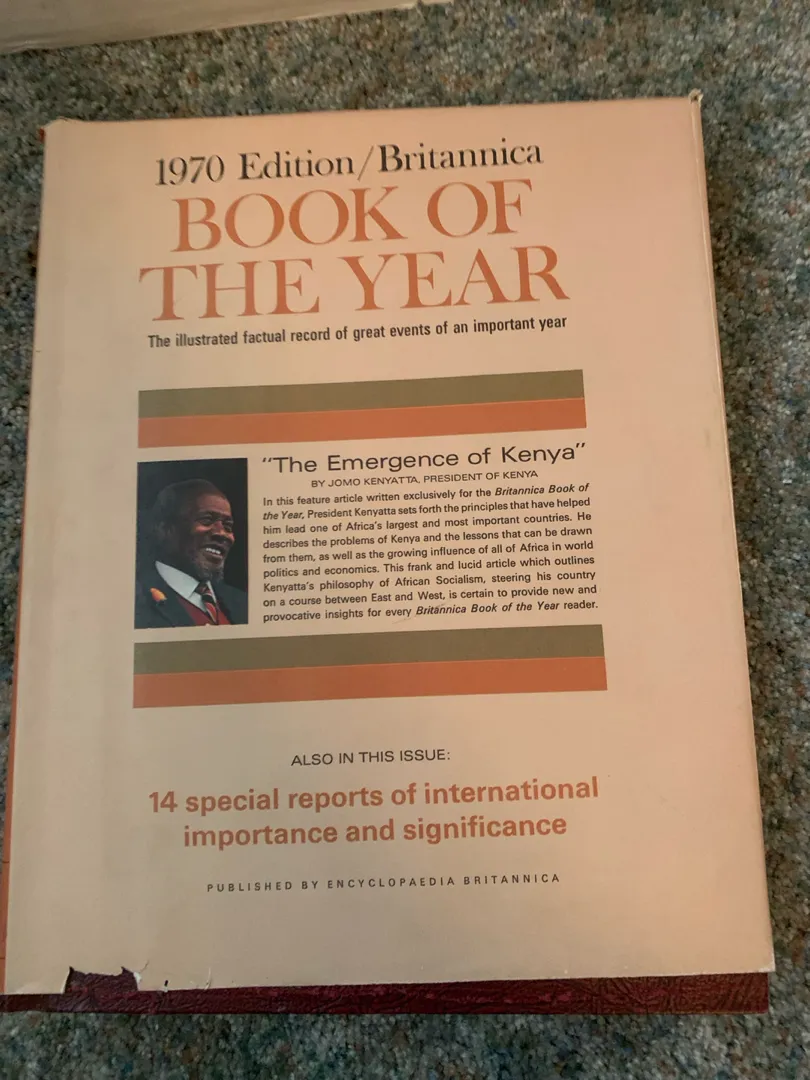 1970 Edition/Britannica
BOOK OF
THE YEAR
The illustrated factual record of great events of an important year
"The Emergence of Kenya"
BY JOMO KENYATTA, PRESIDENT OF KENYA
In this feature article written exclusively for the Britannica Book of
the Year, President Kenyatta sets forth the principles that have helped
him lead one of Africa's largest and most important countries. He
describes the problems of Kenya and the lessons that can be drawn
from them, as well as the growing influence of all of Africa in world
politics and economics. This frank and lucid article which outlines
Kenyatta's philosophy of African Socialism, steering his country
on a course between East and West, is certain to provide new and
provocative insights for every Britannica Book of the Year reader.
ALSO IN THIS ISSUE:
14 special reports of international
importance and significance
PUBLISHED BY ENCYCLOPAEDIA BRITANNICA